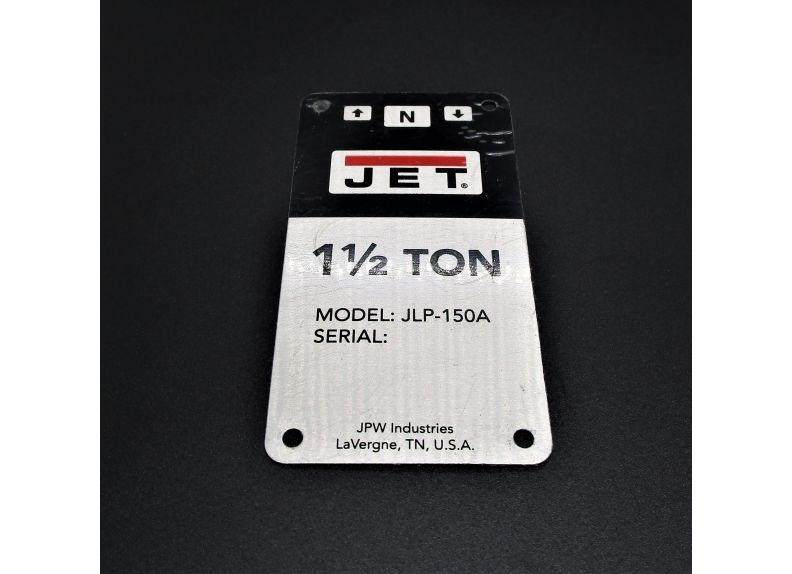 ↑ N ↓
JET®
1½ TON
MODEL: JLP-150A
SERIAL:
JPW Industries
LaVergne, TN, U.S.A.